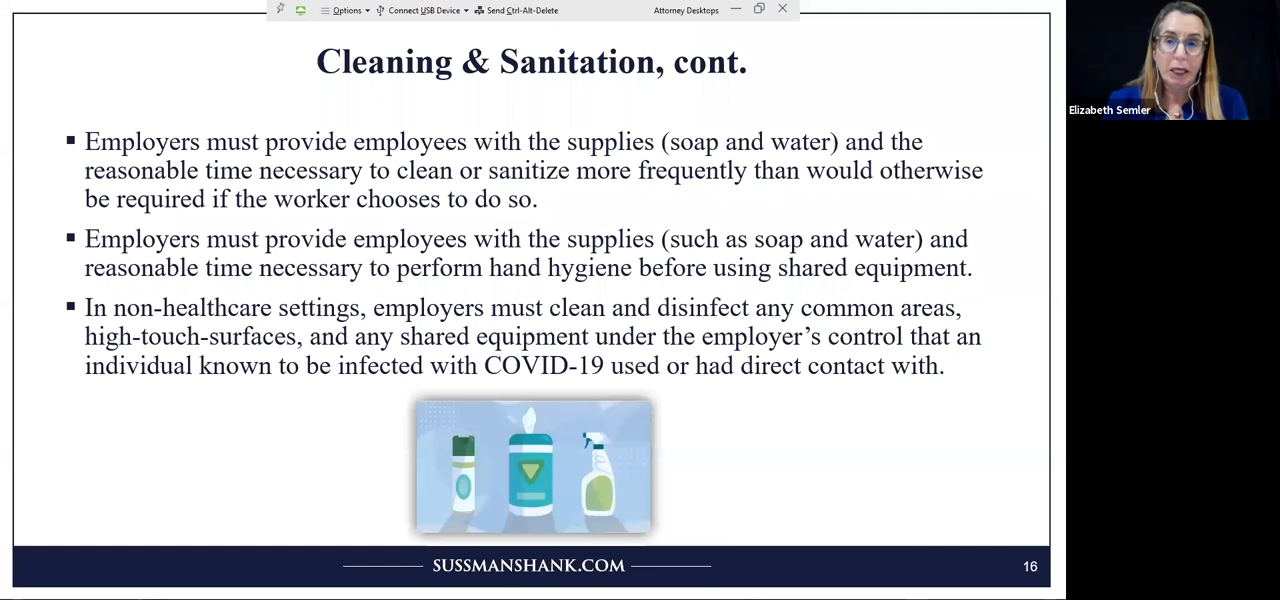 Options Connect USB Device Send Ctrl-Alt-Delete Attorney Desktops
Cleaning & Sanitation, cont.
Elizabeth Semler
Employers must provide employees with the supplies (soap and water) and the
reasonable time necessary to clean or sanitize more frequently than would otherwise
be required if the worker chooses to do so.
Employers must provide employees with the supplies (such as soap and water) and
reasonable time necessary to perform hand hygiene before using shared equipment.
In non-healthcare settings, employers must clean and disinfect any common areas,
high-touch-surfaces, and any shared equipment under the employer’s control that an
individual known to be infected with COVID-19 used or had direct contact with.
SUSSMANSHANK.COM
16